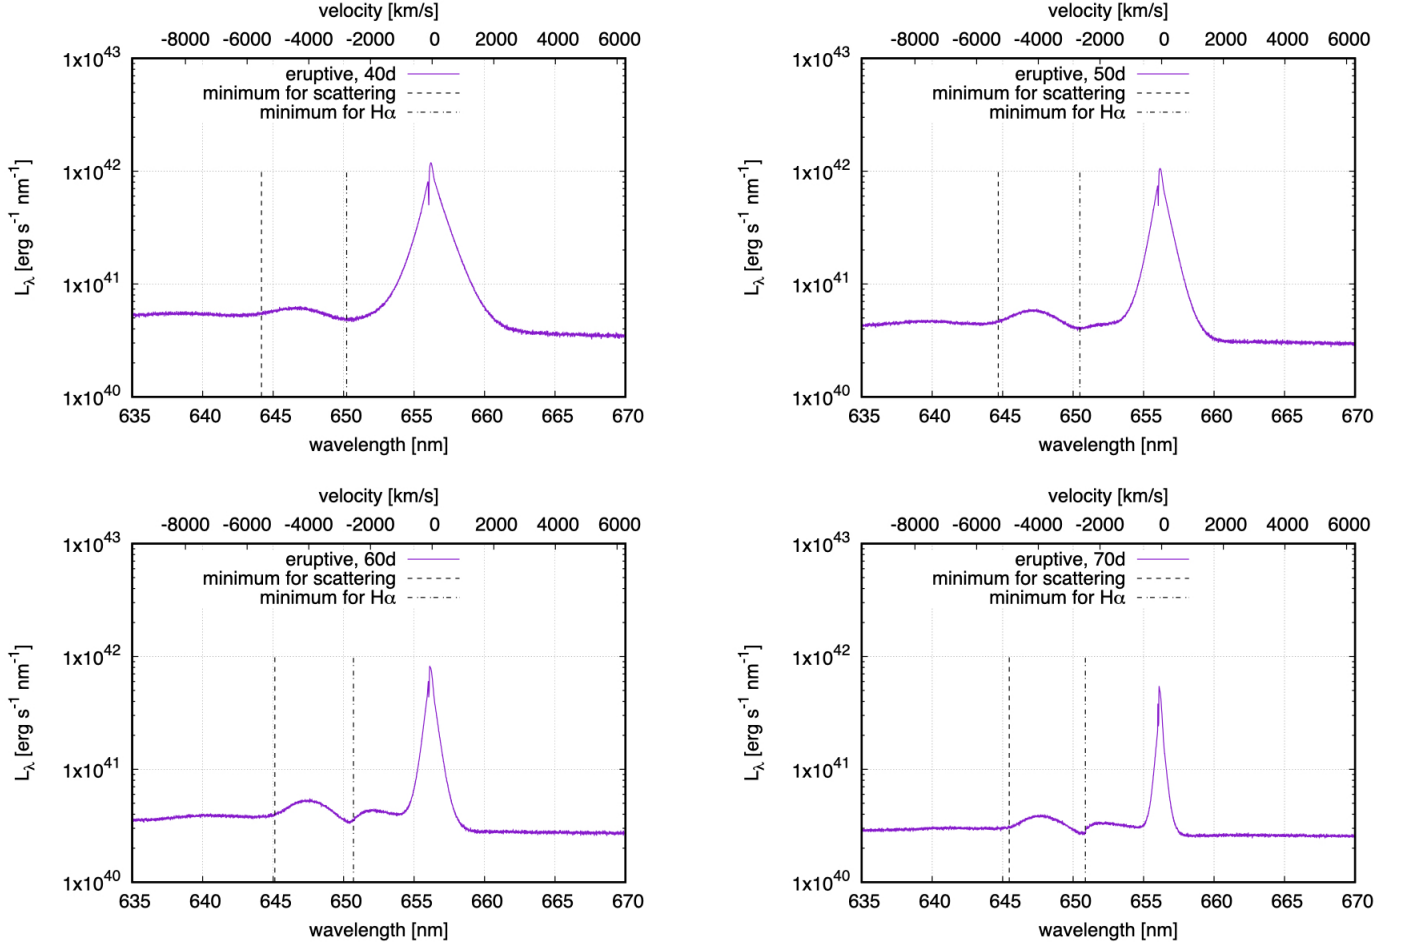 velocity [km/s]
-8000 -6000 -4000 -2000 0 2000 4000 6000
1x10^43
eruptive, 40d
minimum for scattering
minimum for Hα
1x10^42
1x10^41
1x10^40
L_λ [erg s^-1 nm^-1]
635 640 645 650 655 660 665 670
wavelength [nm]
velocity [km/s]
-8000 -6000 -4000 -2000 0 2000 4000 6000
1x10^43
eruptive, 50d
minimum for scattering
minimum for Hα
1x10^42
1x10^41
1x10^40
L_λ [erg s^-1 nm^-1]
635 640 645 650 655 660 665 670
wavelength [nm]
velocity [km/s]
-8000 -6000 -4000 -2000 0 2000 4000 6000
1x10^43
eruptive, 60d
minimum for scattering
minimum for Hα
1x10^42
1x10^41
1x10^40
L_λ [erg s^-1 nm^-1]
635 640 645 650 655 660 665 670
wavelength [nm]
velocity [km/s]
-8000 -6000 -4000 -2000 0 2000 4000 6000
1x10^43
eruptive, 70d
minimum for scattering
minimum for Hα
1x10^42
1x10^41
1x10^40
L_λ [erg s^-1 nm^-1]
635 640 645 650 655 660 665 670
wavelength [nm]